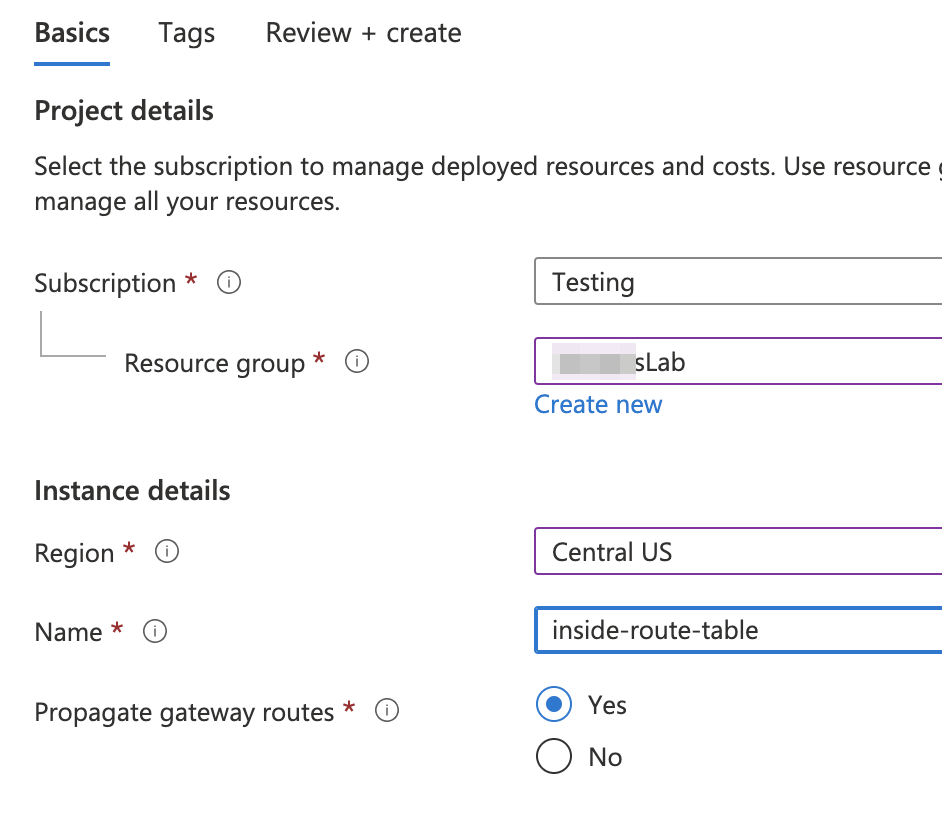 Basics Tags Review + create
Project details
Select the subscription to manage deployed resources and costs. Use resource
manage all your resources.
Subscription *
Testing
Resource group *
sLab
Create new
Instance details
Region *
Central US
Name *
inside-route-table
Propagate gateway routes *
Yes
No